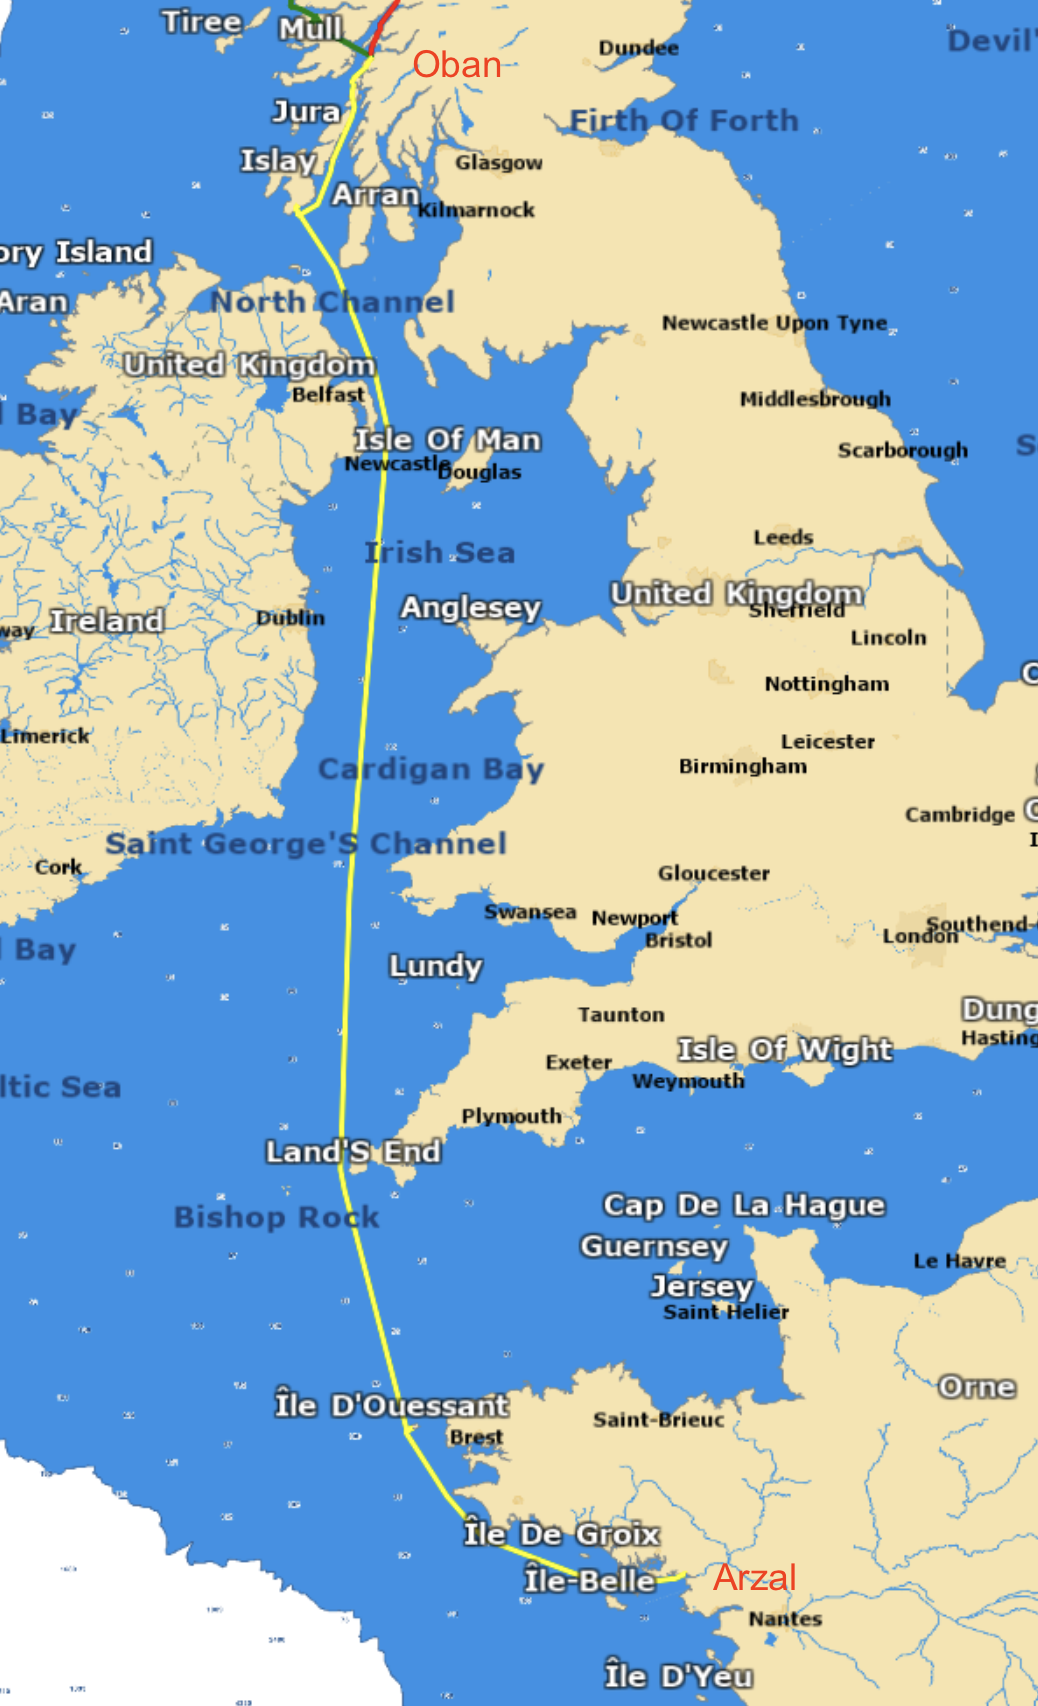 Tiree
Mull
Dundee
Devil'
Oban
Jura
Firth Of Forth
Islay
Glasgow
Arran
Kilmarnock
ory Island
Aran
North Channel
Newcastle Upon Tyne
United Kingdom
Belfast
Middlesbrough
l Bay
Isle Of Man
Scarborough
S
Newcastle
Douglas
Leeds
Irish Sea
Anglesey
United Kingdom
Sheffield
Ireland
Dublin
way
Lincoln
Nottingham
Limerick
Leicester
Cardigan Bay
Birmingham
Cambridge
Saint George'S Channel
Cork
Gloucester
Swansea
Newport
Southend-
London
Bristol
l Bay
Lundy
Taunton
Dung
Hasting
Isle Of Wight
Exeter
Weymouth
ltic Sea
Plymouth
Land'S End
Cap De La Hague
Bishop Rock
Guernsey
Le Havre
Jersey
Saint Helier
Orne
Île D'Ouessant
Saint-Brieuc
Brest
Île De Groix
Île-Belle
Arzal
Nantes
Île D'Yeu